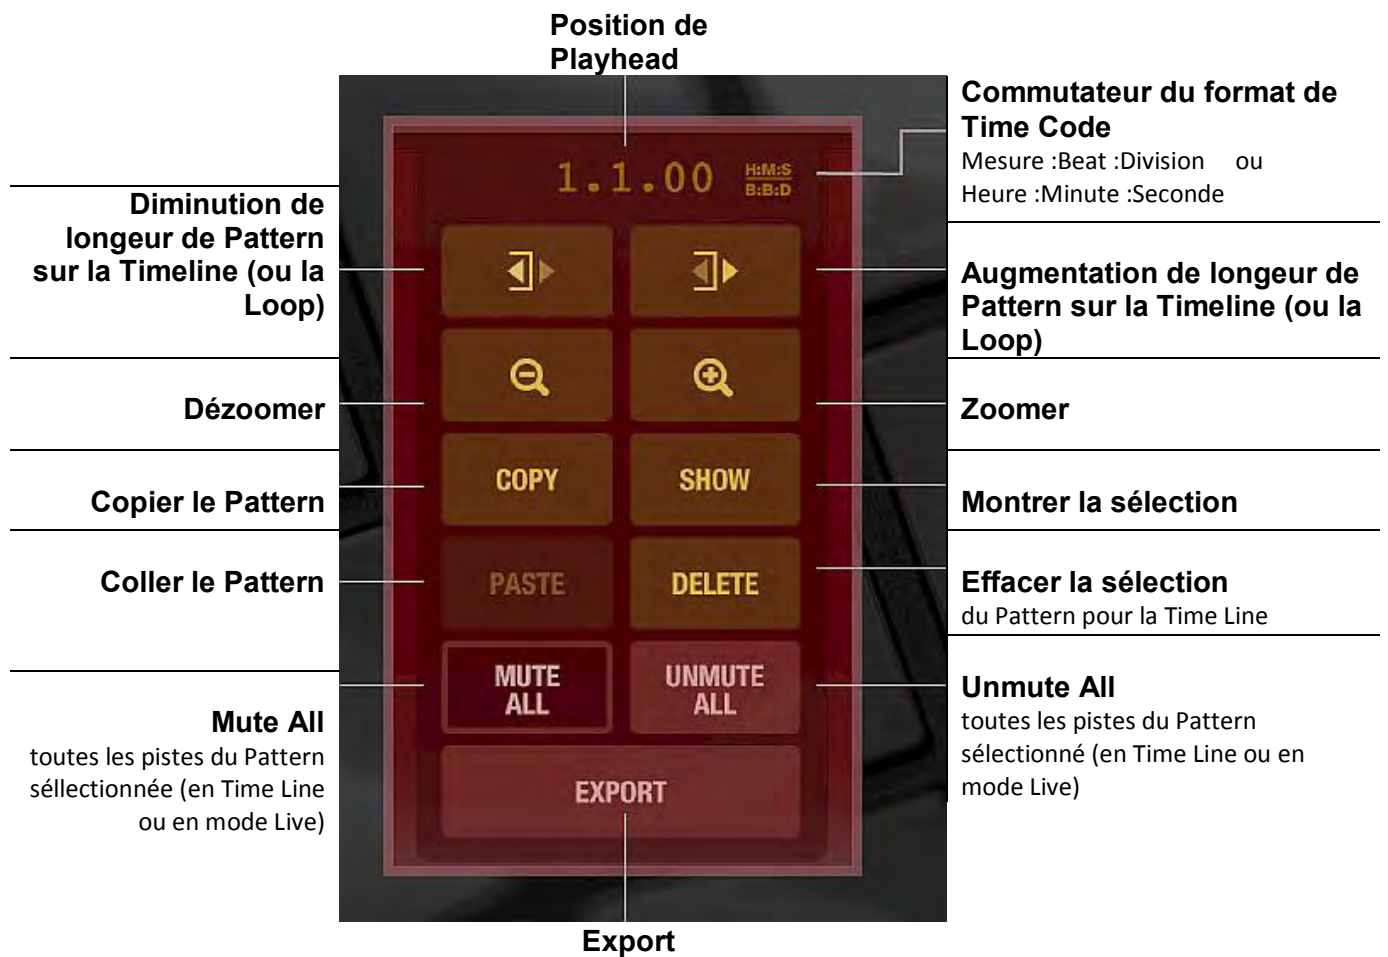 Position de
Playhead
Commutateur du format de
Time Code
Mesure :Beat :Division ou
Heure :Minute :Seconde
1.1.00
H:M:S
B:B:D
Diminution de
longeur de Pattern
sur la Timeline (ou la
Loop)
Augmentation de longeur de
Pattern sur la Timeline (ou la
Loop)
Dézoomer
Zoomer
COPY
SHOW
Copier le Pattern
Montrer la sélection
Coller le Pattern
PASTE
DELETE
Effacer la sélection
du Pattern pour la Time Line
MUTE
ALL
UNMUTE
ALL
Mute All
toutes les pistes du Pattern
séllectionnée (en Time Line
ou en mode Live)
Unmute All
toutes les pistes du Pattern
sélectionné (en Time Line ou en
mode Live)
EXPORT
Export